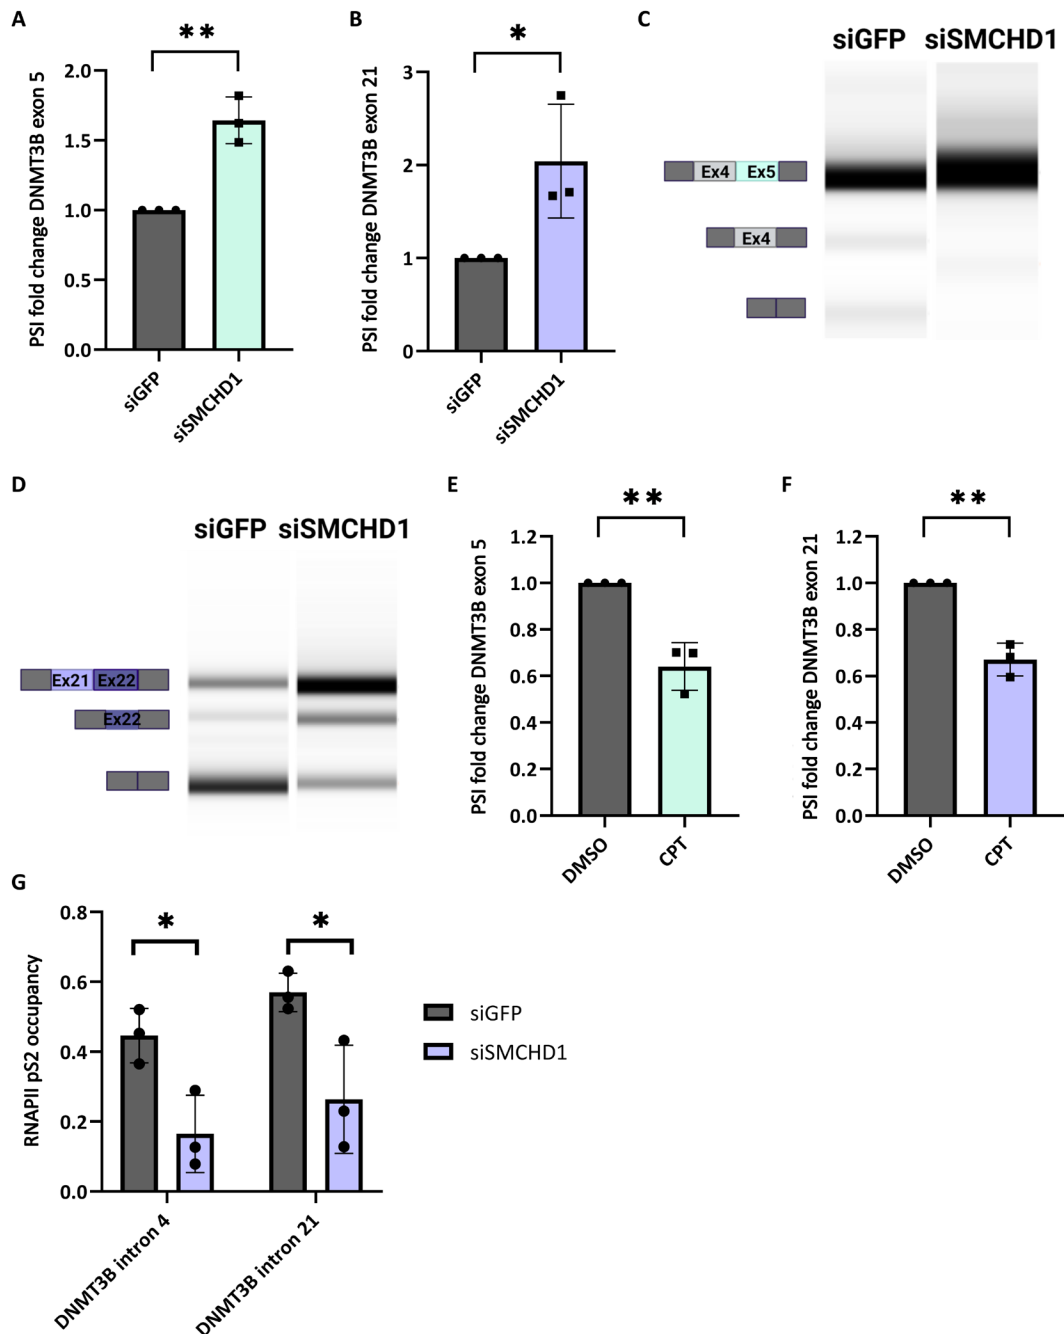 A
PSI fold change DNMT3B exon 5
**
2.0
1.5
1.0
0.5
0.0
siGFP
siSMCHD1
B
PSI fold change DNMT3B exon 21
*
3
2
1
0
siGFP
siSMCHD1
C
siGFP siSMCHD1
Ex4 Ex5
Ex4
D
siGFP siSMCHD1
Ex21 Ex22
Ex22
E
PSI fold change DNMT3B exon 5
**
1.2
1.0
0.8
0.6
0.4
0.2
0.0
DMSO
CPT
F
PSI fold change DNMT3B exon 21
**
1.2
1.0
0.8
0.6
0.4
0.2
0.0
DMSO
CPT
G
RNAPII pS2 occupancy
* *
0.8
0.6
0.4
0.2
0.0
DNMT3B intron 4
DNMT3B intron 21
siGFP
siSMCHD1